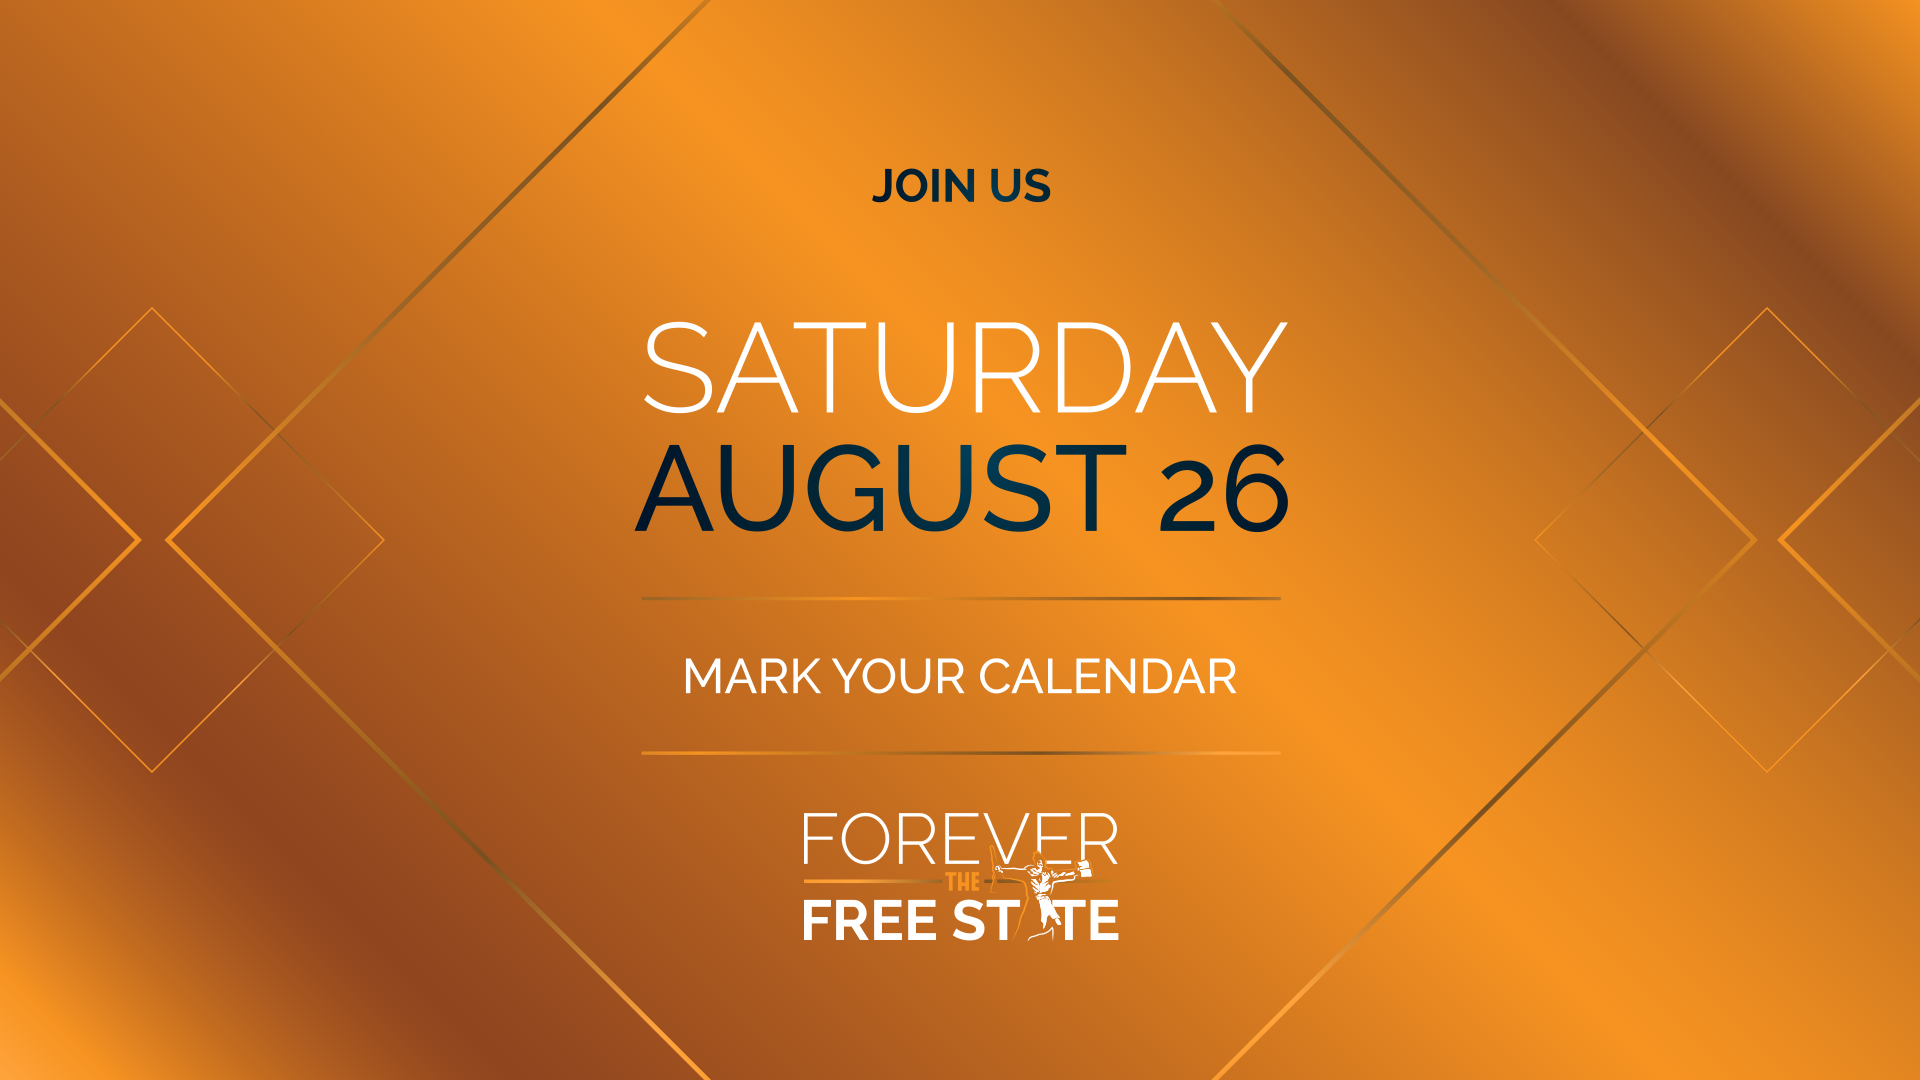 JOIN US
SATURDAY
AUGUST 26
MARK YOUR CALENDAR
FOREVER
THE
FREE STATE